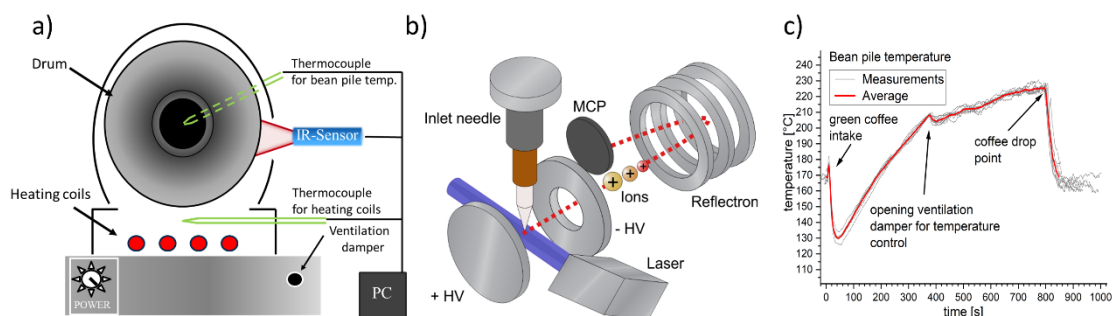 a)
Drum
Thermocouple
for bean pile temp.
IR-Sensor
Heating coils
Thermocouple
for heating coils
Ventilation
damper
POWER
PC
b)
Inlet needle
MCP
Ions
+
+
+
Reflectron
- HV
Laser
+ HV
c)
Bean pile temperature
Measurements
Average
green coffee
intake
coffee drop
point
opening ventilation
damper for temperature
control
temperature [°C]
230
220
210
200
190
180
170
160
150
140
130
120
110
0 100 200 300 400 500 600 700 800 900 1000
time [s]